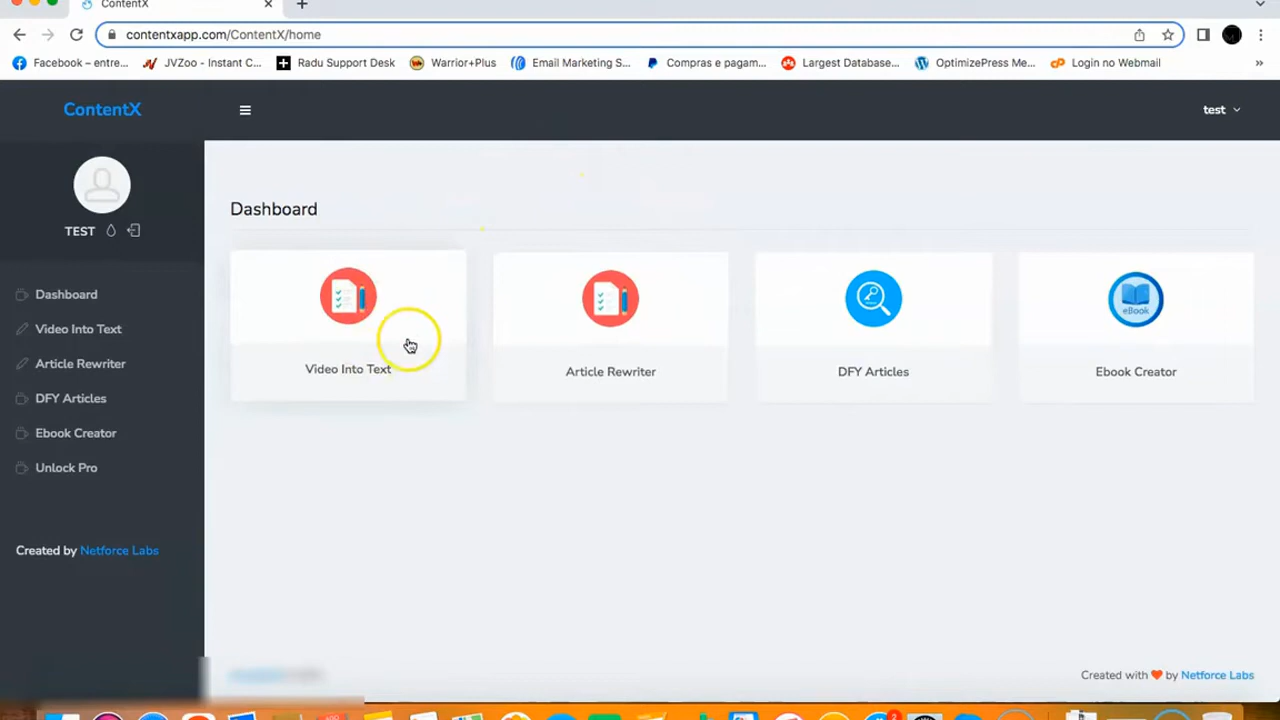 ContentX
contentxapp.com/ContentX/home
Facebook – entre... JVZoo - Instant C... Radu Support Desk Warrior+Plus Email Marketing S... Compras e pagam... Largest Database... OptimizePress Me... Login no Webmail
ContentX
test
TEST
Dashboard
Video Into Text
Article Rewriter
DFY Articles
Ebook Creator
Unlock Pro
Created by Netforce Labs
Dashboard
Video Into Text
Article Rewriter
DFY Articles
eBook
Ebook Creator
Created with ❤ by Netforce Labs